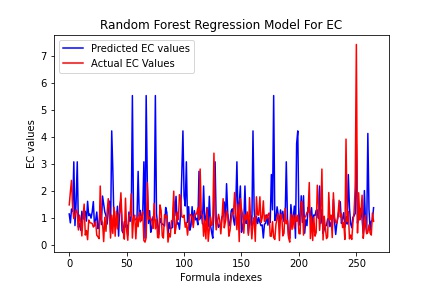 Random Forest Regression Model For EC
Predicted EC values
Actual EC Values
EC values
7
6
5
4
3
2
1
0
0
50
100
150
200
250
Formula indexes